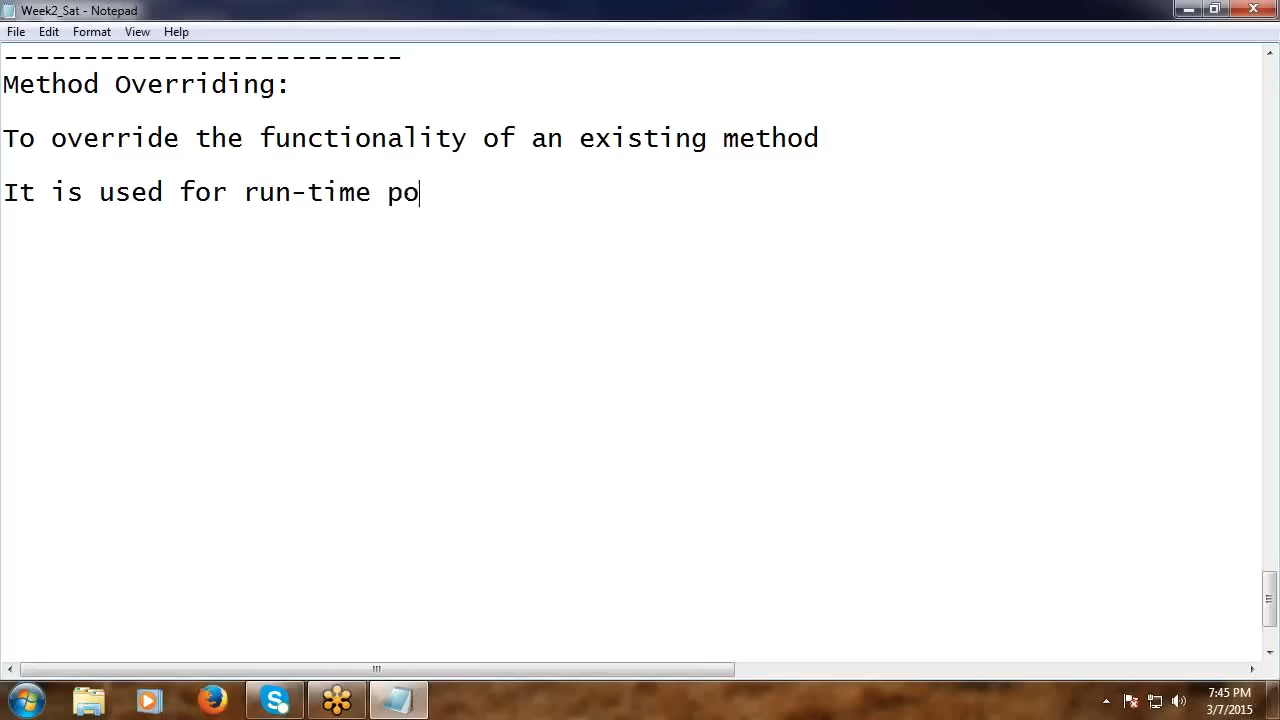 Week2_Sat - Notepad
File Edit Format View Help
-------------------------
Method Overriding:
To override the functionality of an existing method
It is used for run-time po
7:45 PM
3/7/2015